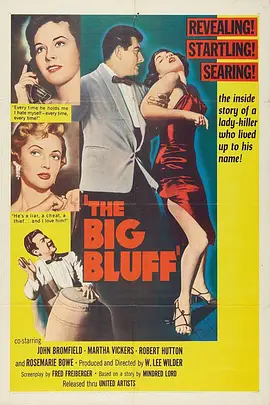 REVEALING!
STARTLING!
SEARING!
the inside
story of a
lady-killer
who lived
up to his
name!
"Every time he holds me
I hate myself—every time,
every time!"
"He's a liar, a cheat, a
thief... and I love him!"
'THE
BIG
BLUFF'
co-starring
JOHN BROMFIELD · MARTHA VICKERS · ROBERT HUTTON
and ROSEMARIE BOWE · Produced and Directed by W. LEE WILDER
Screenplay by FRED FREIBERGER · Based on a story by MINDRED LORD
Released thru UNITED ARTISTS